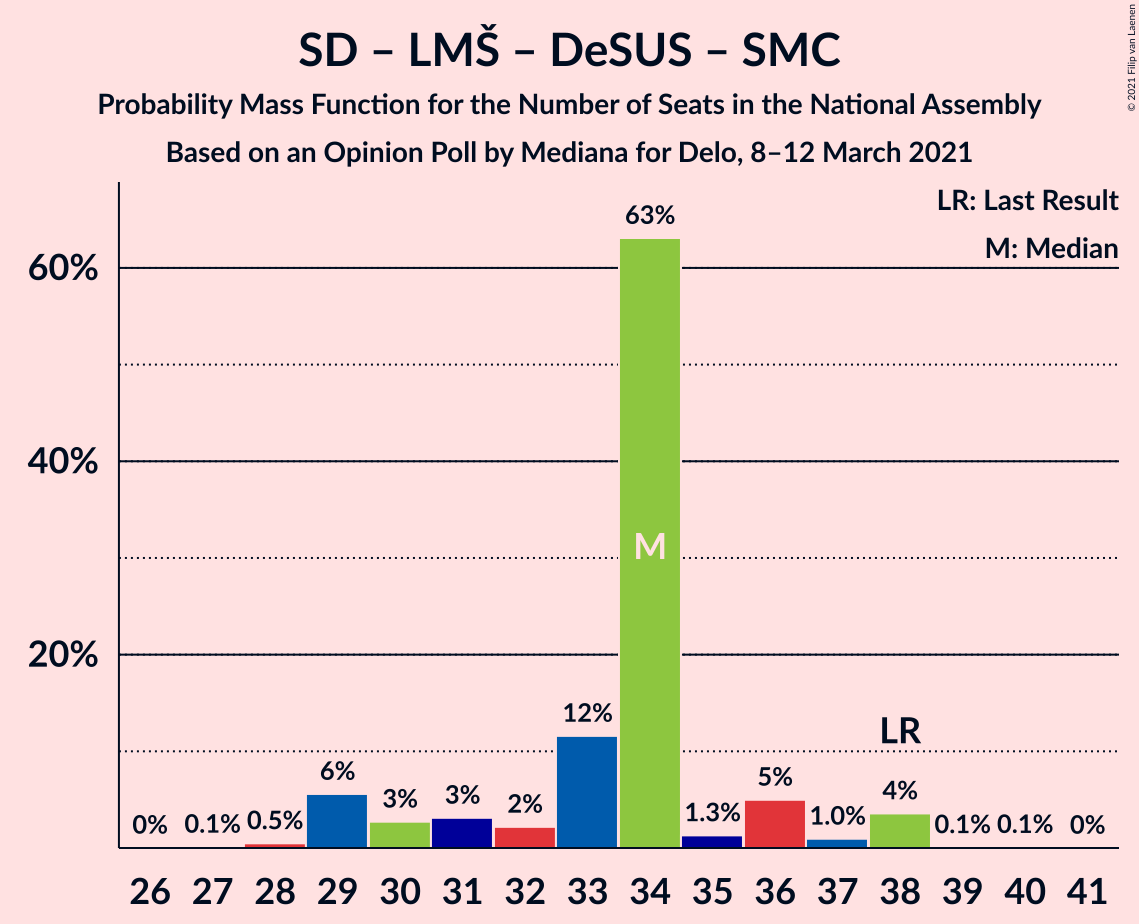 SD – LMŠ – DeSUS – SMC
Probability Mass Function for the Number of Seats in the National Assembly
Based on an Opinion Poll by Mediana for Delo, 8–12 March 2021
© 2021 Filip van Laenen
LR: Last Result
M: Median
60%
40%
20%
0% 0.1% 0.5% 6% 3% 3% 2% 12% 63% 1.3% 5% 1.0% 4% 0.1% 0.1% 0%
M
LR
26 27 28 29 30 31 32 33 34 35 36 37 38 39 40 41